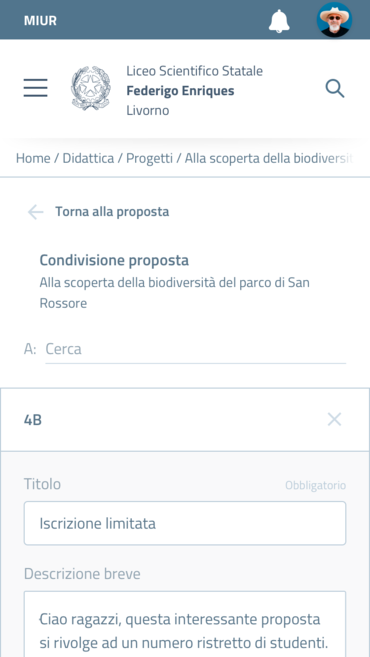 MIUR
Liceo Scientifico Statale
Federigo Enriques
Livorno
Home / Didattica / Progetti / Alla scoperta della biodiversit
Torna alla proposta
Condivisione proposta
Alla scoperta della biodiversità del parco di San
Rossore
A: Cerca
4B
Titolo
Obbligatorio
Iscrizione limitata
Descrizione breve
Ciao ragazzi, questa interessante proposta
si rivolge ad un numero ristretto di studenti.